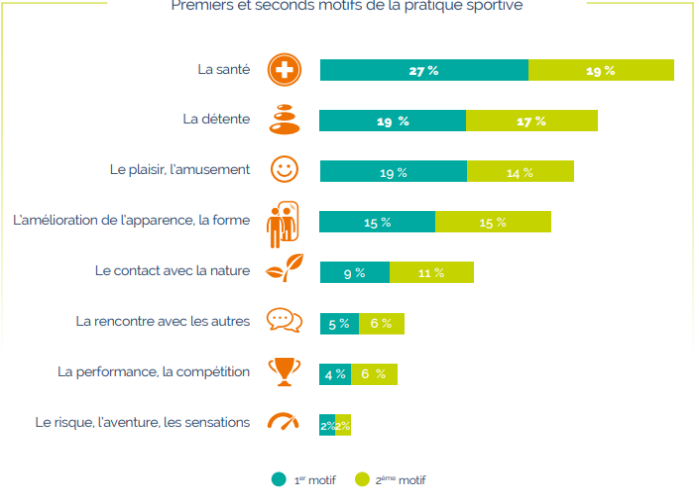 Premiers et seconds motifs de la pratique sportive
La santé 27 % 19 %
La détente 19 % 17 %
Le plaisir, l'amusement 19 % 14 %
L'amélioration de l'apparence, la forme 15 % 15 %
Le contact avec la nature 9 % 11 %
La rencontre avec les autres 5 % 6 %
La performance, la compétition 4 % 6 %
Le risque, l'aventure, les sensations 2% 2%
1er motif 2ème motif